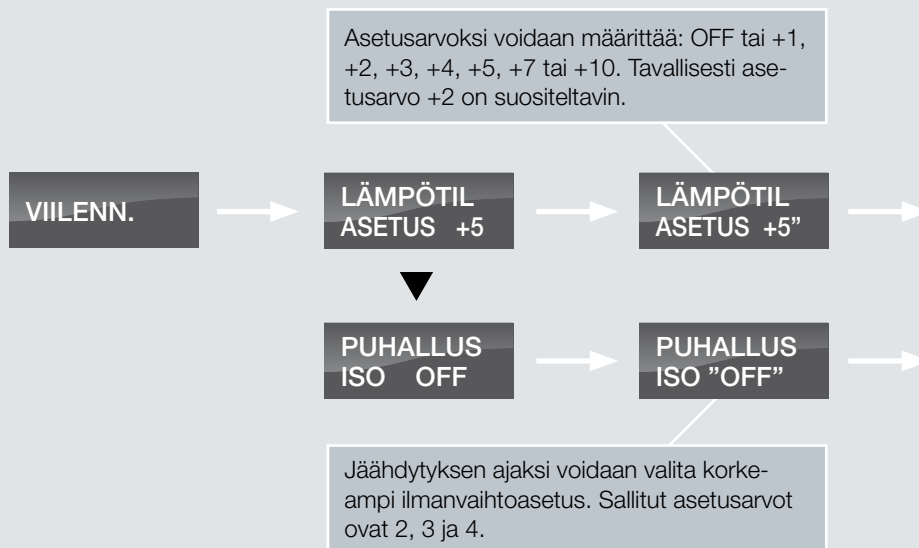 Asetusarvoksi voidaan määrittää: OFF tai +1,
+2, +3, +4, +5, +7 tai +10. Tavallisesti ase-
tusarvo +2 on suositeltavin.
VIILENN.
LÄMPÖTIL
ASETUS +5
LÄMPÖTIL
ASETUS +5”
PUHALLUS
ISO OFF
PUHALLUS
ISO ”OFF”
Jäähdytyksen ajaksi voidaan valita korke-
ampi ilmanvaihtoasetus. Sallitut asetusarvot
ovat 2, 3 ja 4.